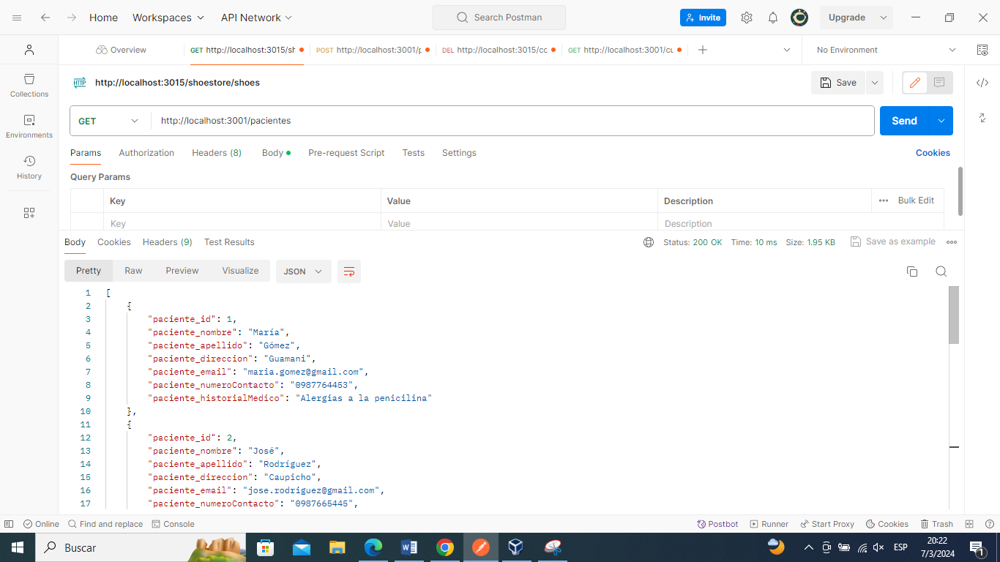 Home Workspaces API Network Search Postman Invite Upgrade
Overview GET http://localhost:3015/sh POST http://localhost:3001/p DEL http://localhost:3015/cc GET http://localhost:3001/cu No Environment
HTTP http://localhost:3015/shoestore/shoes Save
Collections
GET http://localhost:3001/pacientes Send
Environments
Params Authorization Headers (8) Body Pre-request Script Tests Settings Cookies
History
Query Params
Key Value Description Bulk Edit
Key Value Description
Body Cookies Headers (9) Test Results Status: 200 OK Time: 10 ms Size: 1.95 KB Save as example
Pretty Raw Preview Visualize JSON
1 [
2 {
3 "paciente_id": 1,
4 "paciente_nombre": "María",
5 "paciente_apellido": "Gómez",
6 "paciente_direccion": "Guamani",
7 "paciente_email": "maria.gomez@gmail.com",
8 "paciente_numeroContacto": "0987764453",
9 "paciente_historialMedico": "Alergias a la penicilina"
10 },
11 {
12 "paciente_id": 2,
13 "paciente_nombre": "José",
14 "paciente_apellido": "Rodríguez",
15 "paciente_direccion": "Caupicho",
16 "paciente_email": "jose.rodriguez@gmail.com",
17 "paciente_numeroContacto": "0987665445",
Online Find and replace Console Postbot Runner Start Proxy Cookies Trash
Buscar ESP 20:22
7/3/2024 1